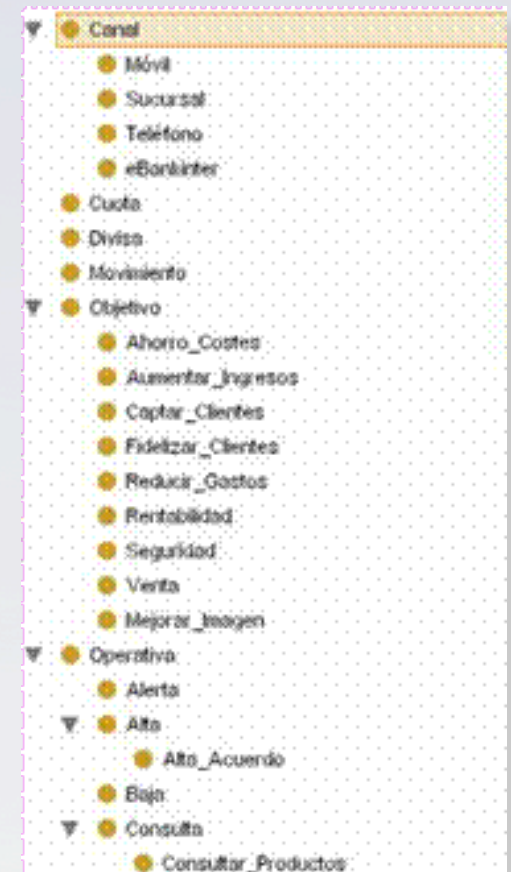 Canal
Móvil
Sucursal
Teléfono
eBankinter
Cuota
Divisa
Movimiento
Objetivo
Ahorro_Costes
Aumentar_Ingresos
Captar_Clientes
Fidelizar_Clientes
Reducir_Gastos
Rentabilidad
Seguridad
Venta
Mejorar_Imagen
Operativa
Alerta
Alta
Alta_Acuerdo
Baja
Consulta
Consultar_Productos